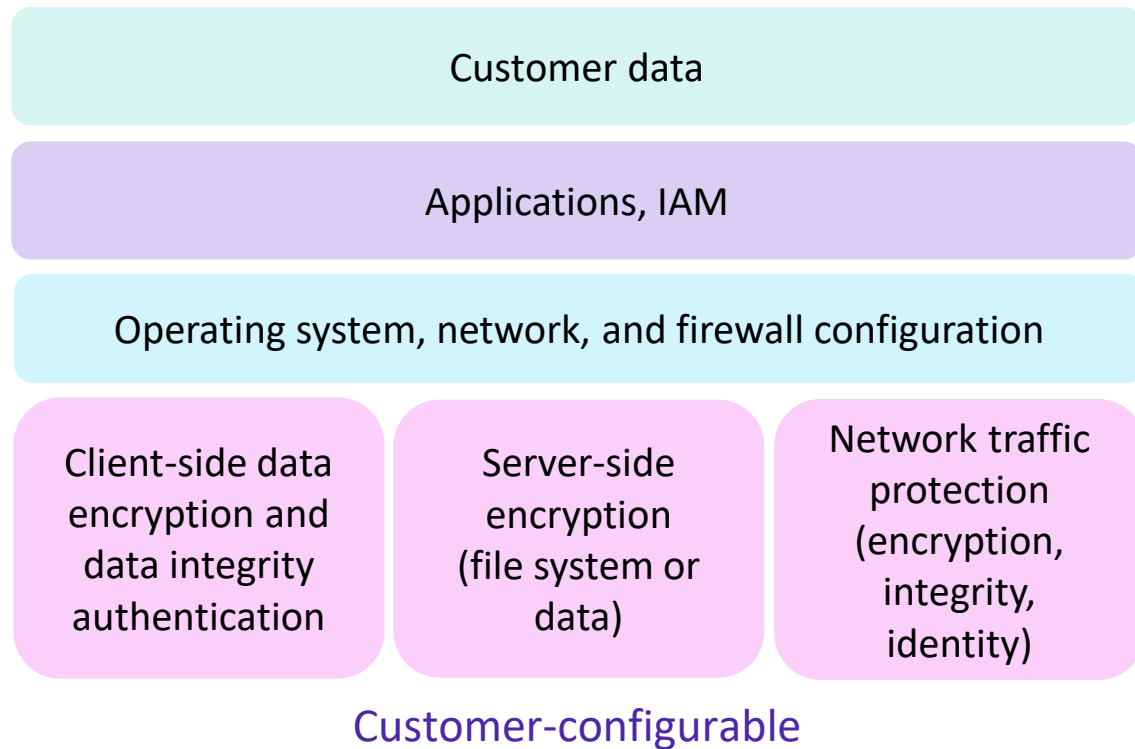 Customer data
Applications, IAM
Operating system, network, and firewall configuration
Client-side data
encryption and
data integrity
authentication
Server-side
encryption
(file system or
data)
Network traffic
protection
(encryption,
integrity,
identity)
Customer-configurable